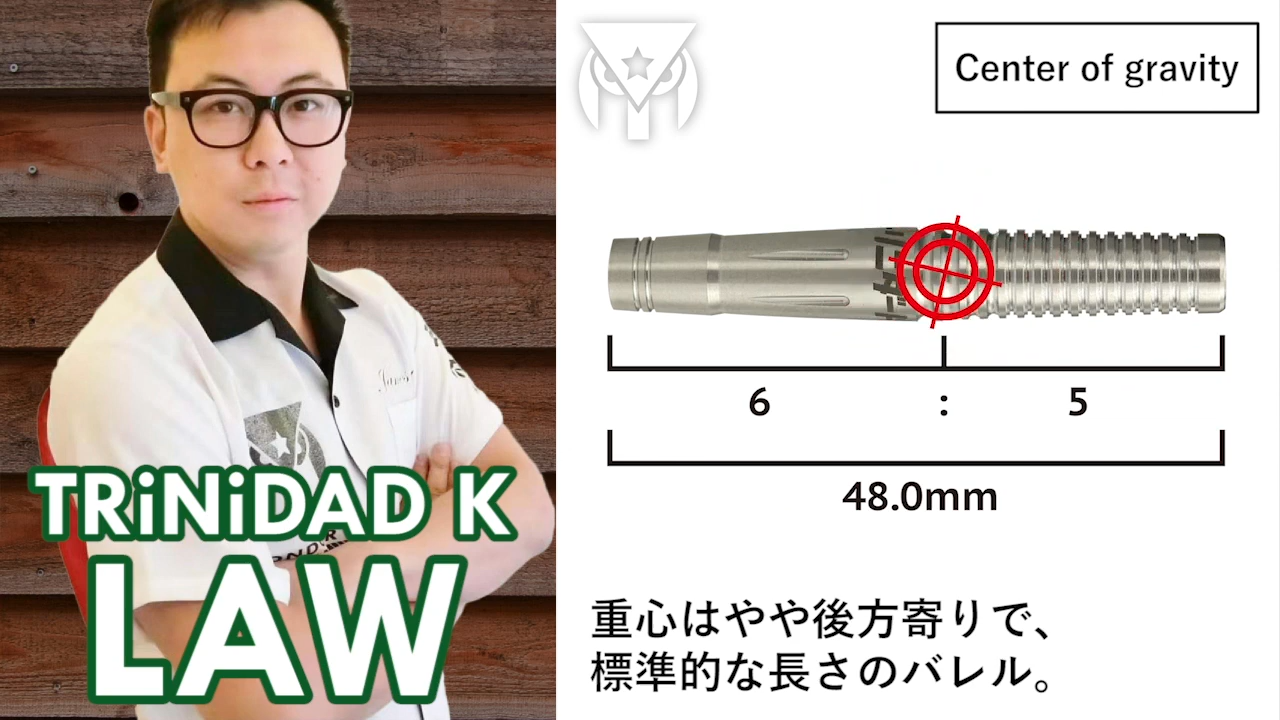 TRiNiDAD K
LAW
Center of gravity
6 : 5
48.0mm
重心はやや後方寄りで、
標準的な長さのバレル。